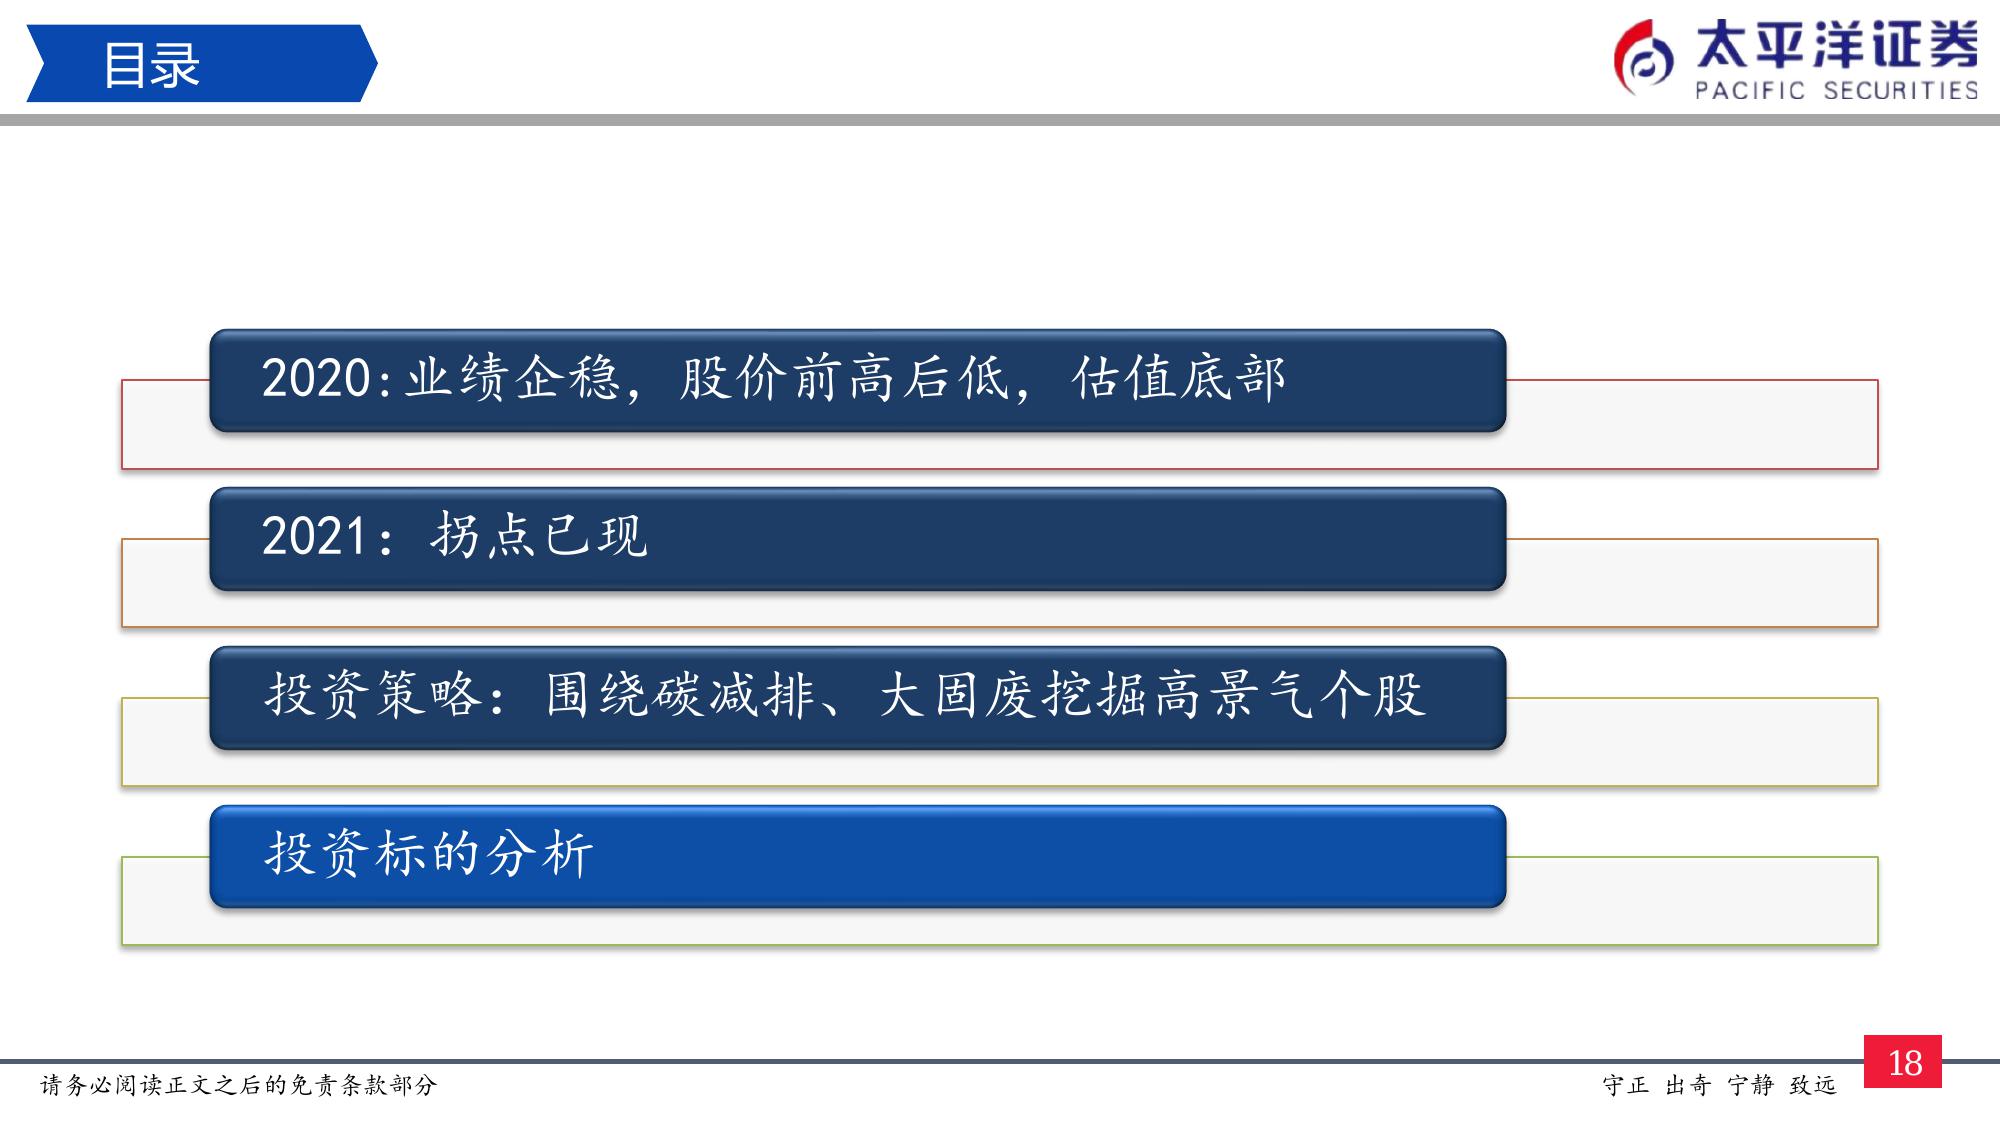 目录
太平洋证券
PACIFIC SECURITIES
2020:业绩企稳，股价前高后低，估值底部
2021：拐点已现
投资策略：围绕碳减排、大固废挖掘高景气个股
投资标的分析
18
请务必阅读正文之后的免责条款部分
守正 出奇 宁静 致远